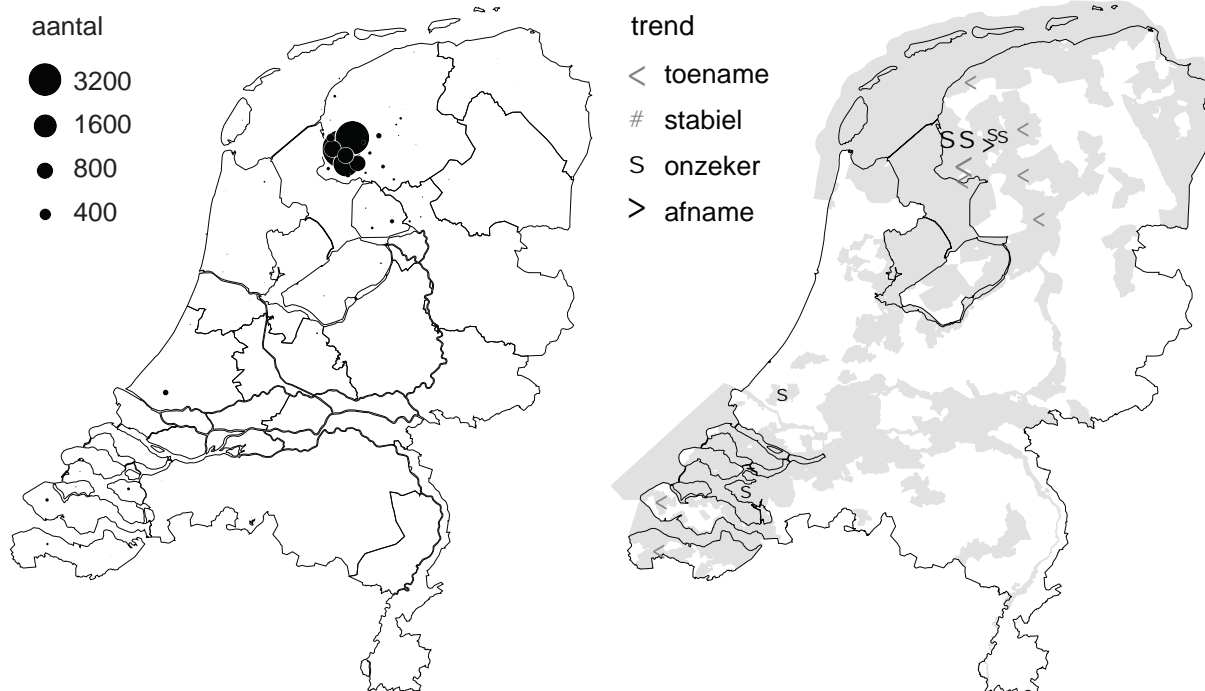 aantal
3200
1600
800
400
trend
< toename
# stabiel
S onzeker
> afname
<
<
S S > S S
<
<
<
<
S
S
<
<